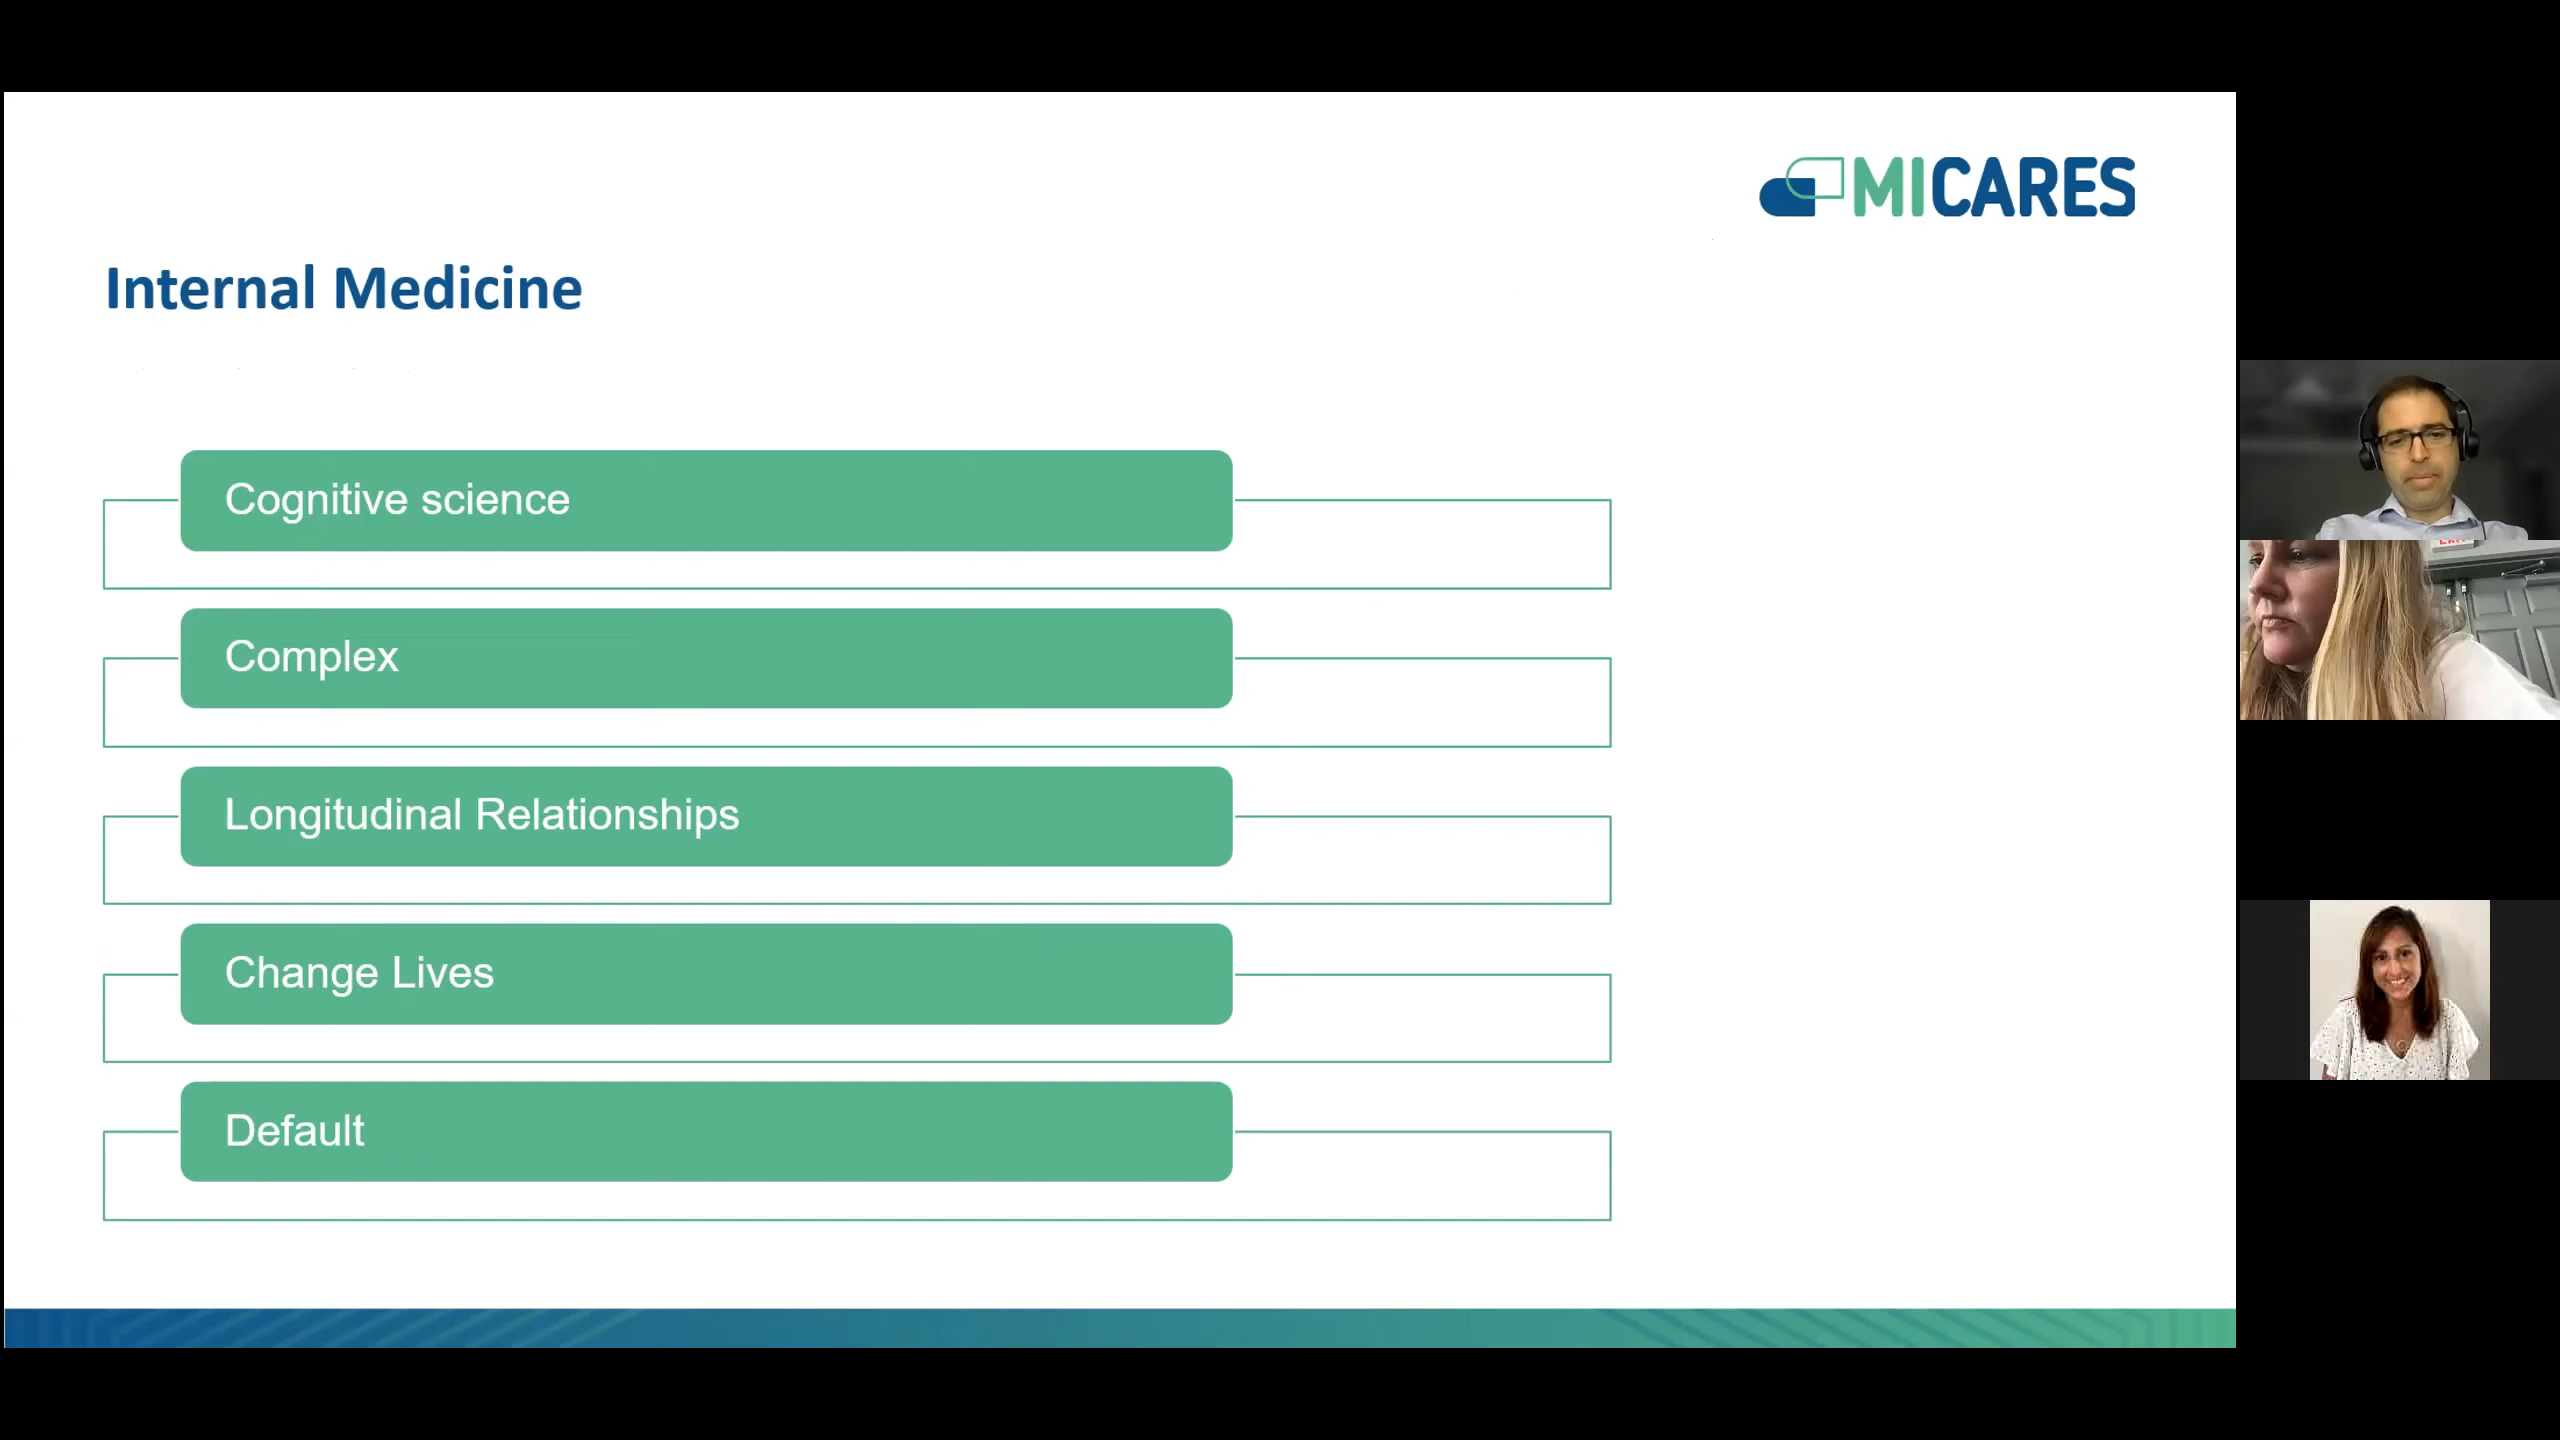 MICARES
Internal Medicine
Cognitive science
Complex
Longitudinal Relationships
Change Lives
Default